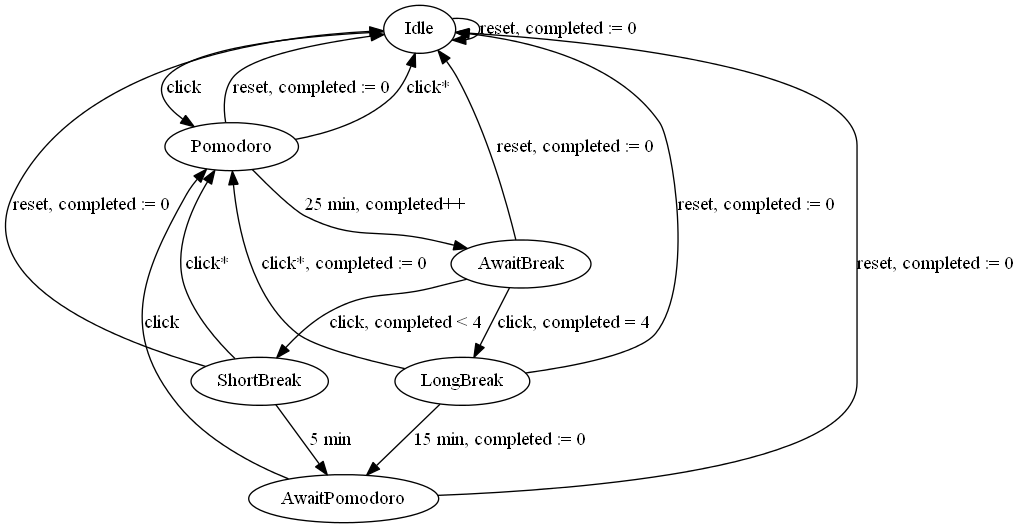 Idle
reset, completed := 0
click
reset, completed := 0
click*
Pomodoro
reset, completed := 0
reset, completed := 0
25 min, completed++
reset, completed := 0
click*
click*, completed := 0
AwaitBreak
reset, completed := 0
click
click, completed < 4
click, completed = 4
ShortBreak
LongBreak
5 min
15 min, completed := 0
AwaitPomodoro